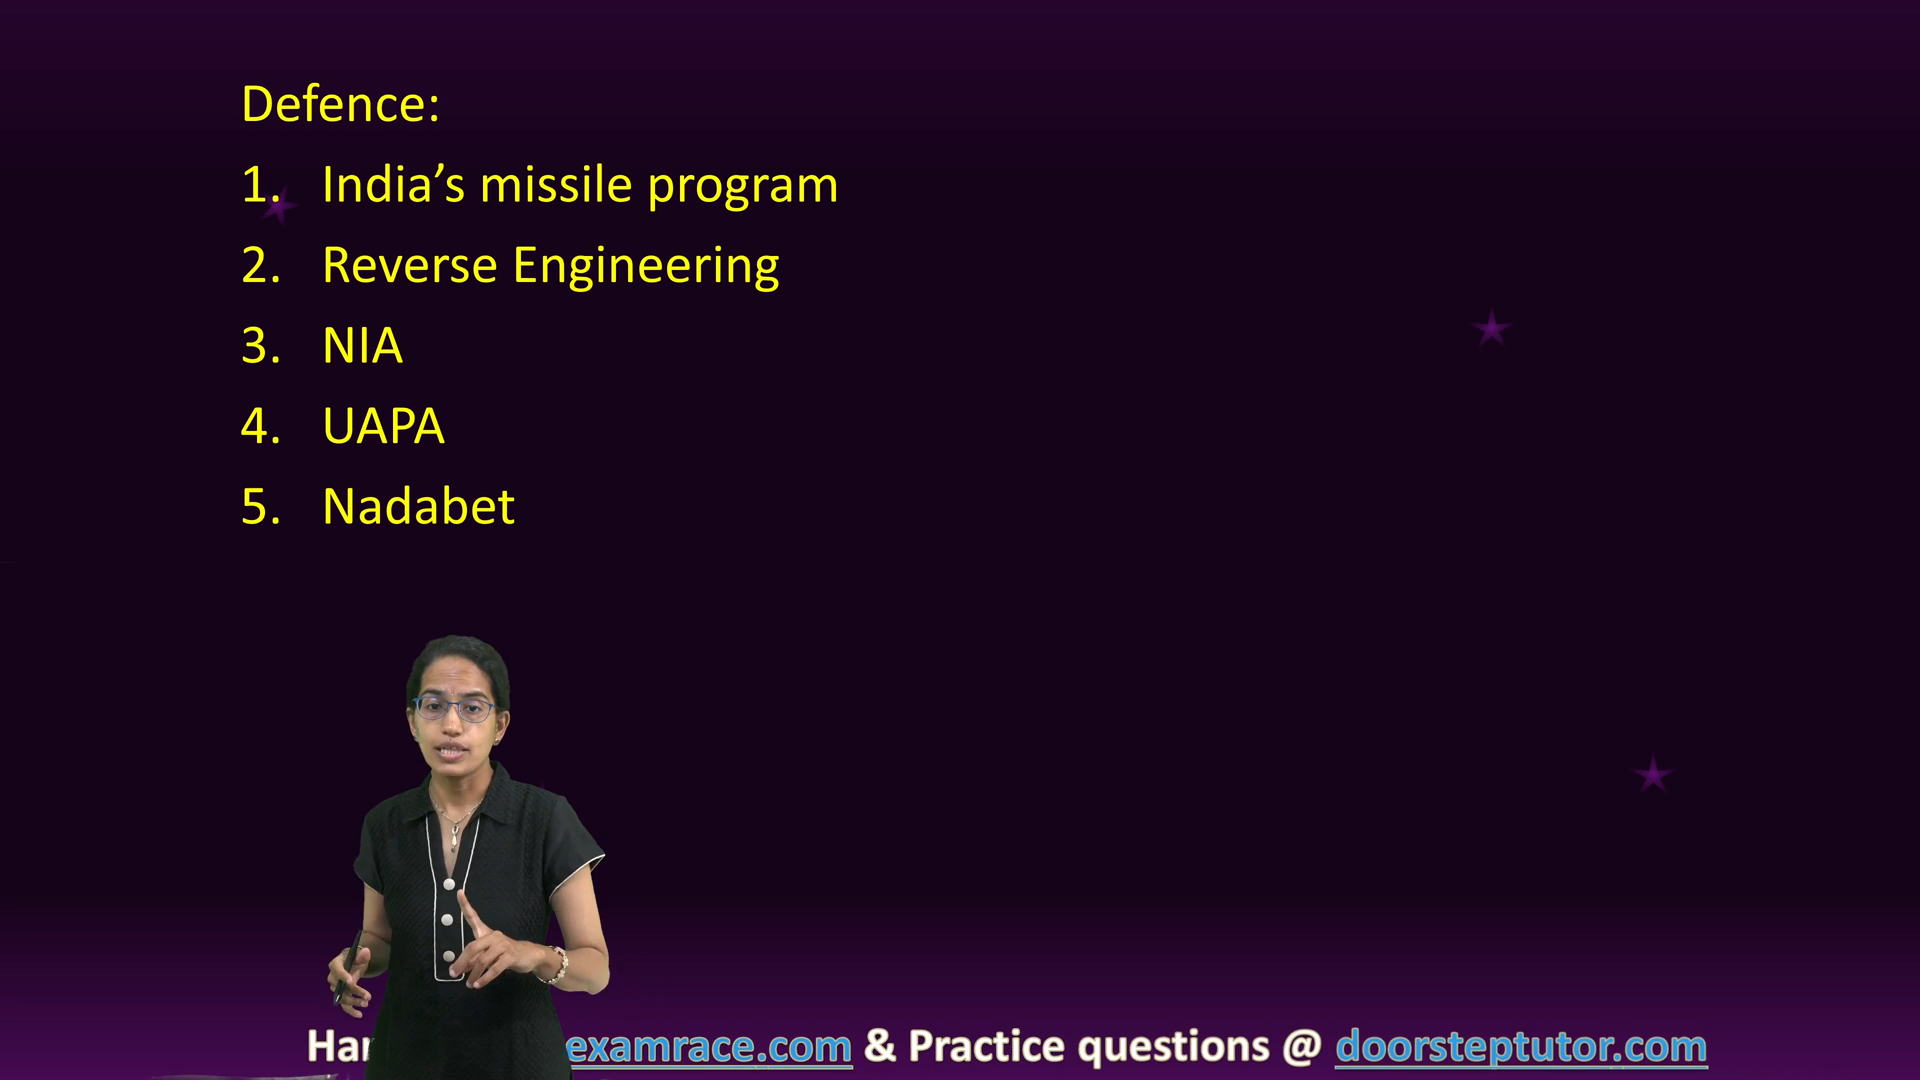 Defence:
1. India's missile program
2. Reverse Engineering
3. NIA
4. UAPA
5. Nadabet
examrace.com & Practice questions @ doorsteptutor.com